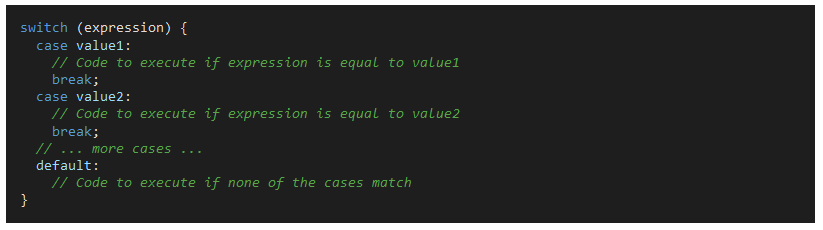 switch (expression) {
  case value1:
    // Code to execute if expression is equal to value1
    break;
  case value2:
    // Code to execute if expression is equal to value2
    break;
  // ... more cases ...
  default:
    // Code to execute if none of the cases match
}